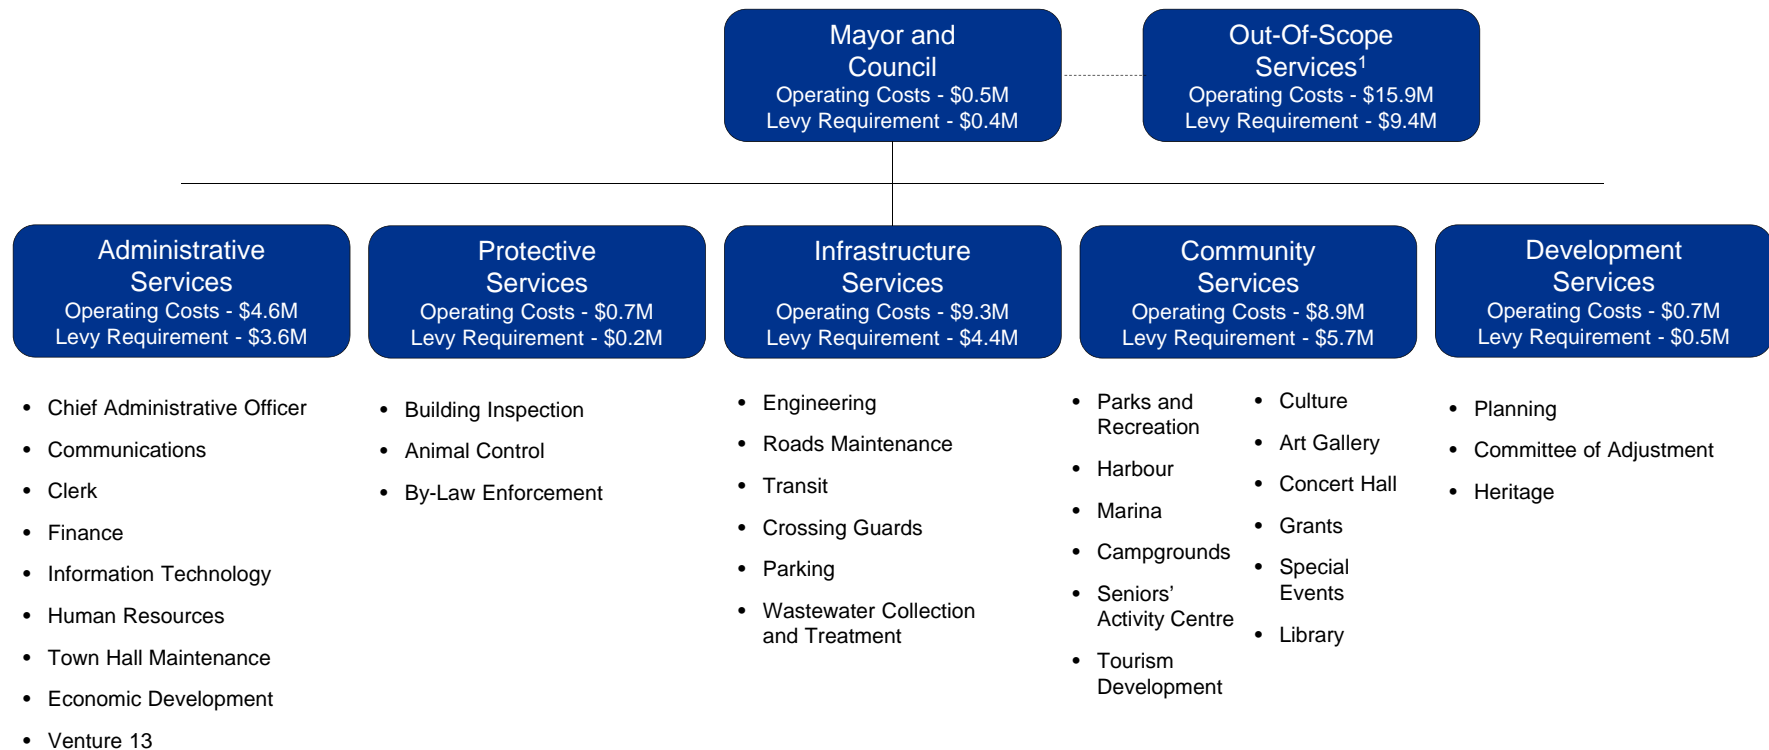 Mayor and
Council
Operating Costs - $0.5M
Levy Requirement - $0.4M
Out-Of-Scope
Services¹
Operating Costs - $15.9M
Levy Requirement - $9.4M
Administrative
Services
Operating Costs - $4.6M
Levy Requirement - $3.6M
Protective
Services
Operating Costs - $0.7M
Levy Requirement - $0.2M
Infrastructure
Services
Operating Costs - $9.3M
Levy Requirement - $4.4M
Community
Services
Operating Costs - $8.9M
Levy Requirement - $5.7M
Development
Services
Operating Costs - $0.7M
Levy Requirement - $0.5M
• Chief Administrative Officer
• Communications
• Clerk
• Finance
• Information Technology
• Human Resources
• Town Hall Maintenance
• Economic Development
• Venture 13
• Building Inspection
• Animal Control
• By-Law Enforcement
• Engineering
• Roads Maintenance
• Transit
• Crossing Guards
• Parking
• Wastewater Collection
and Treatment
• Parks and
Recreation
• Harbour
• Marina
• Campgrounds
• Seniors’
Activity Centre
• Tourism
Development
• Culture
• Art Gallery
• Concert Hall
• Grants
• Special
Events
• Library
• Planning
• Committee of Adjustment
• Heritage